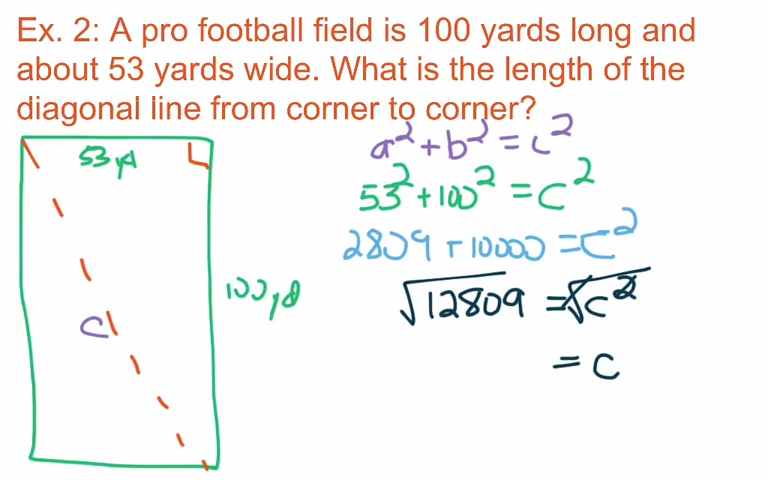 Ex. 2: A pro football field is 100 yards long and
about 53 yards wide. What is the length of the
diagonal line from corner to corner?
a² + b² = c²
53 yd
53² + 100² = c²
2809 + 10000 = c²
100 yd
√12809 = √c²
c
= c